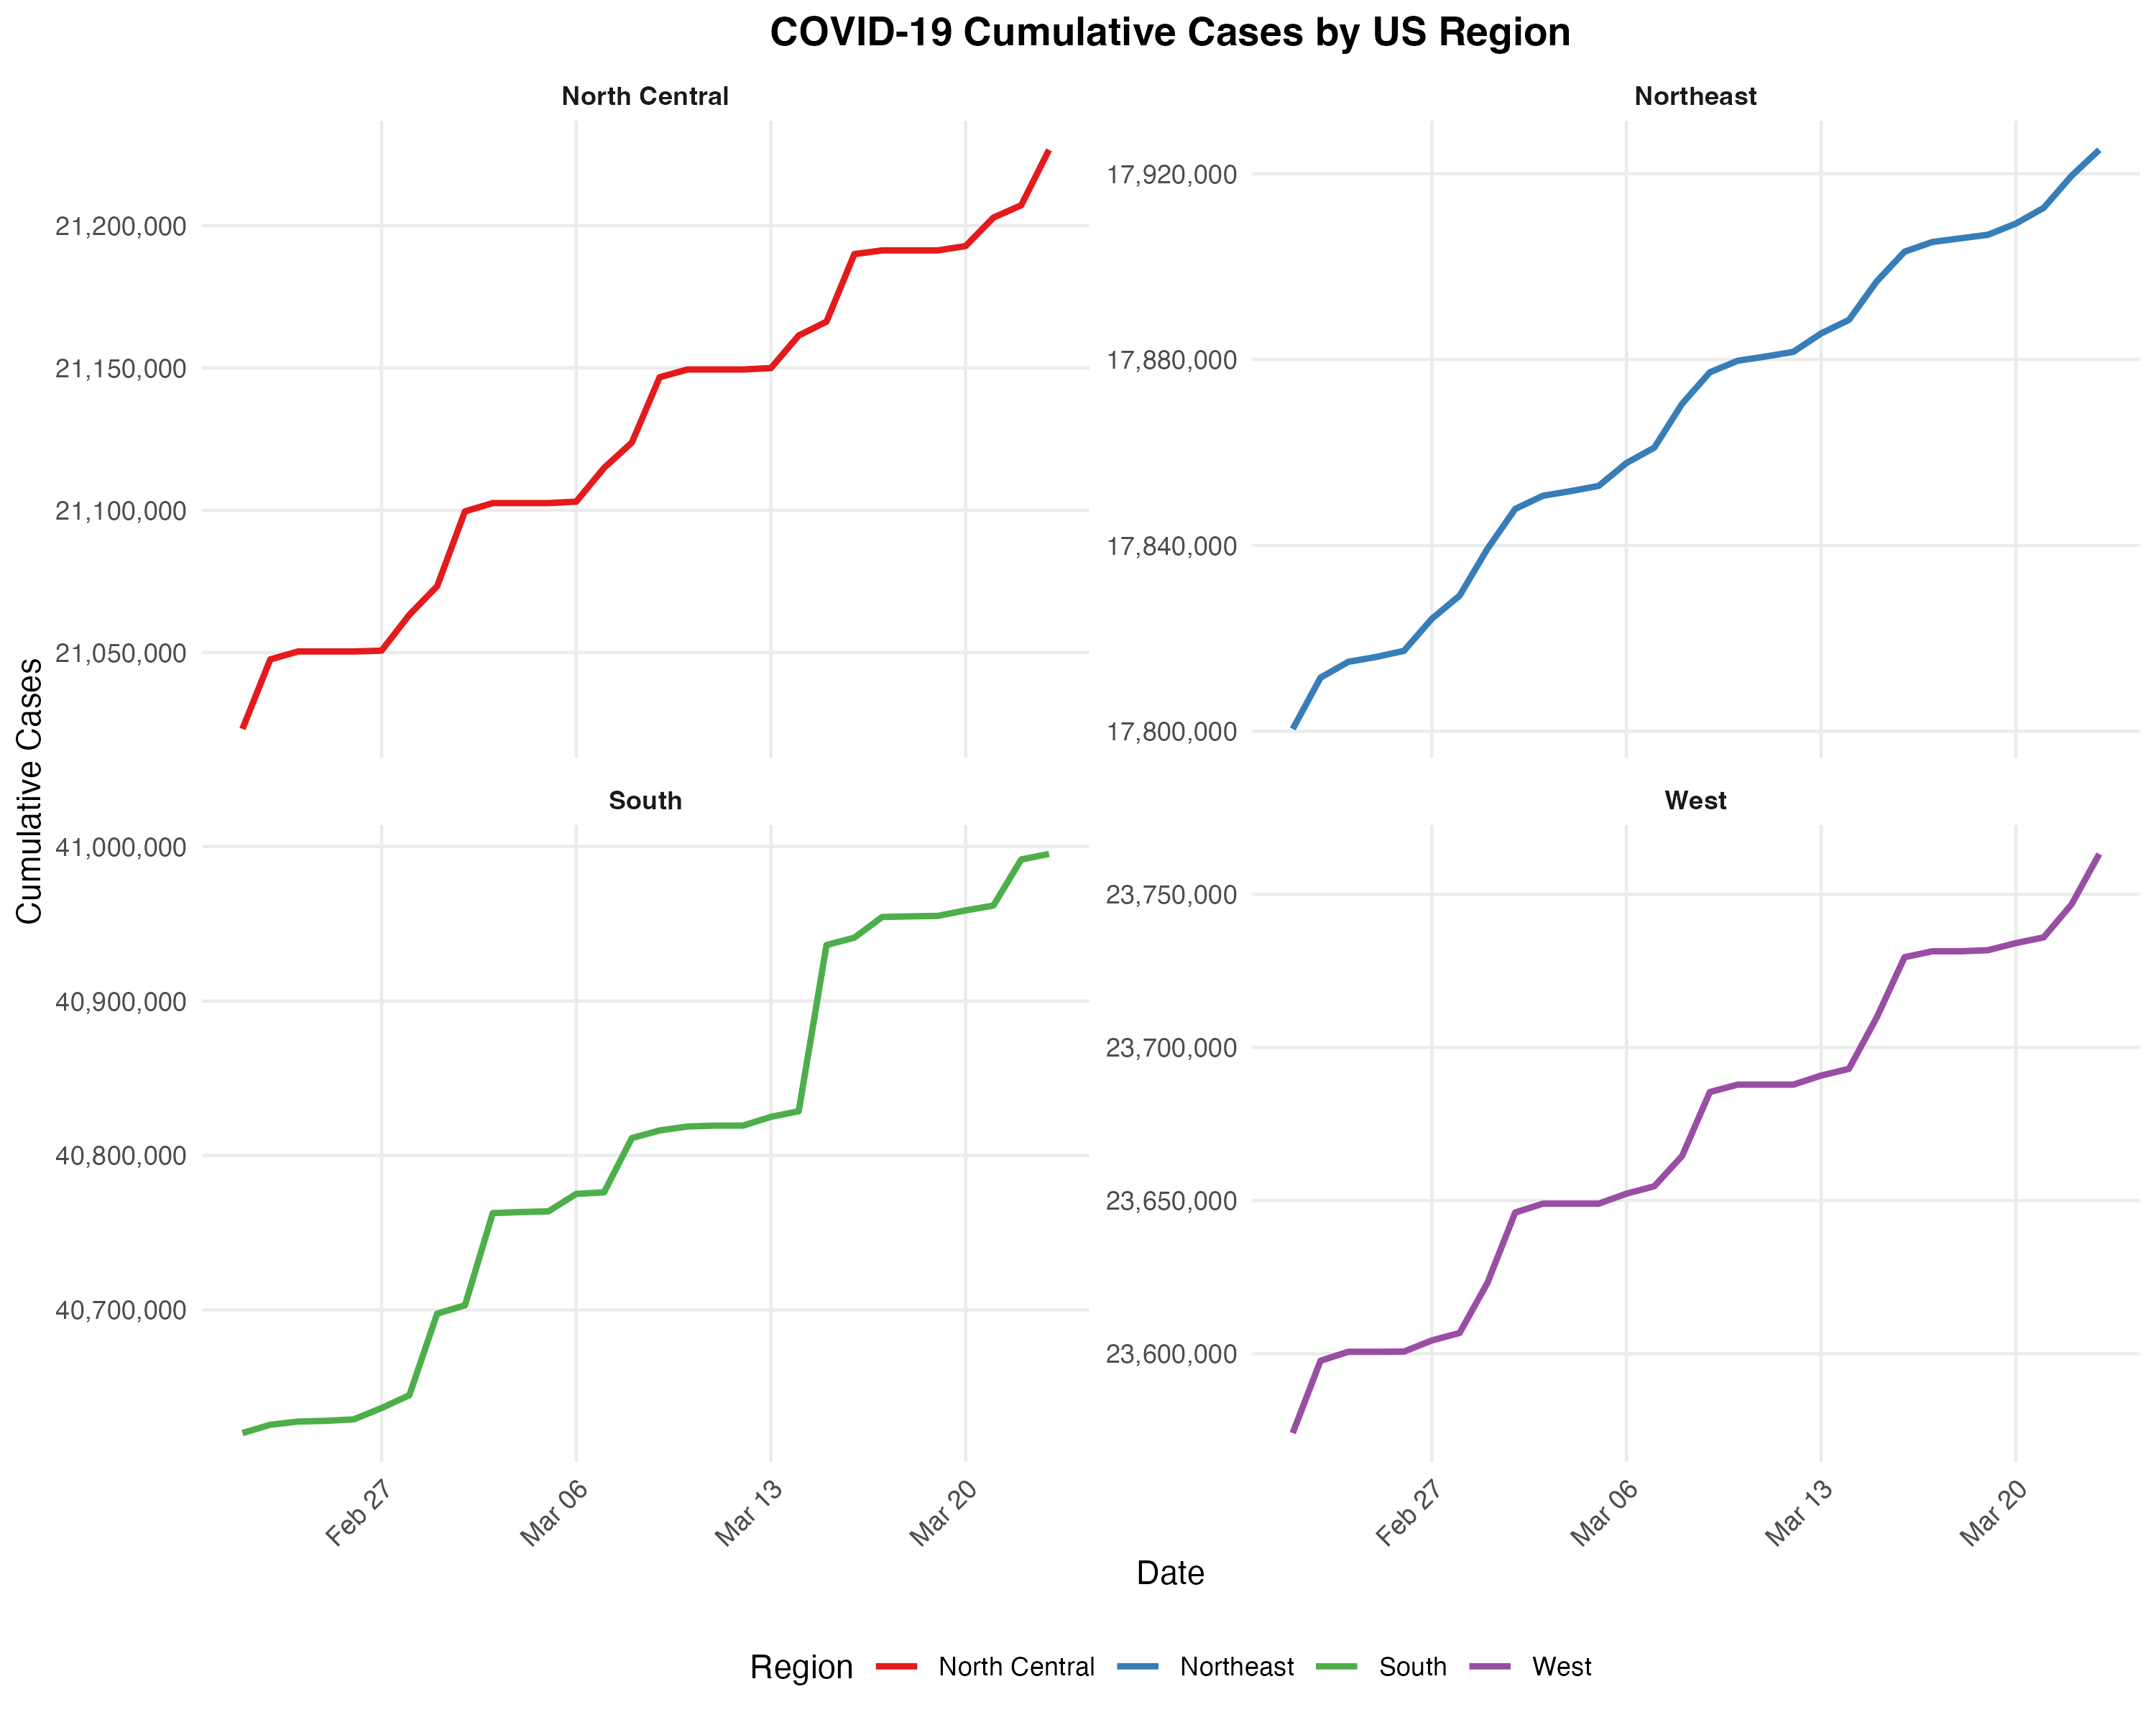 COVID-19 Cumulative Cases by US Region
North Central
Northeast
21,200,000
21,150,000
21,100,000
21,050,000
17,920,000
17,880,000
17,840,000
17,800,000
South
West
41,000,000
40,900,000
40,800,000
40,700,000
23,750,000
23,700,000
23,650,000
23,600,000
Cumulative Cases
Feb 27
Mar 06
Mar 13
Mar 20
Feb 27
Mar 06
Mar 13
Mar 20
Date
Region North Central Northeast South West